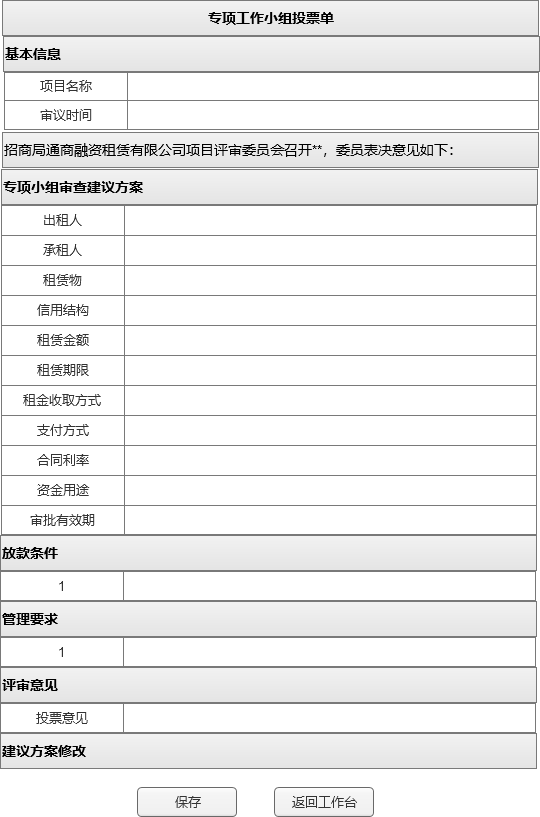 专项工作小组投票单
基本信息
项目名称
审议时间
招商局通商融资租赁有限公司项目评审委员会召开**，委员表决意见如下：
专项小组审查建议方案
出租人
承租人
租赁物
信用结构
租赁金额
租赁期限
租金收取方式
支付方式
合同利率
资金用途
审批有效期
放款条件
1
管理要求
1
评审意见
投票意见
建议方案修改
保存 返回工作台